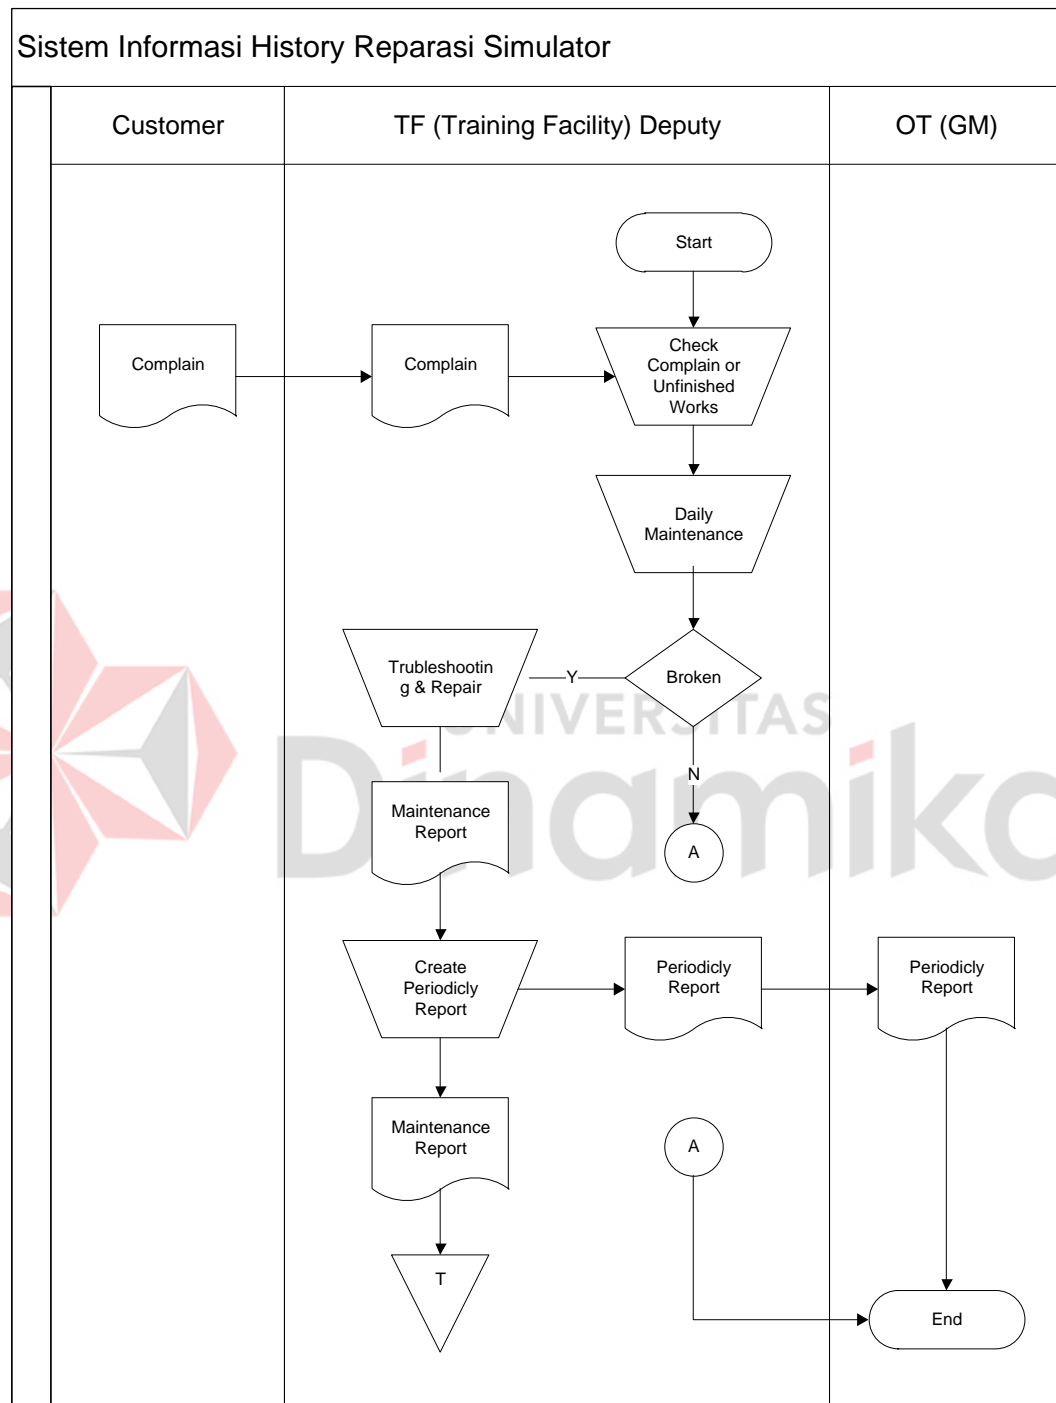 Sistem Informasi History Reparasi Simulator
Customer
TF (Training Facility) Deputy
OT (GM)
Start
Complain
Complain
Check
Complain or
Unfinished
Works
Daily
Maintenance
Trubleshootin
g & Repair
Y
Broken
UNIVERSITAS
Dinamika
N
Maintenance
Report
A
Create
Periodicly
Report
Periodicly
Report
Periodicly
Report
Maintenance
Report
A
T
End